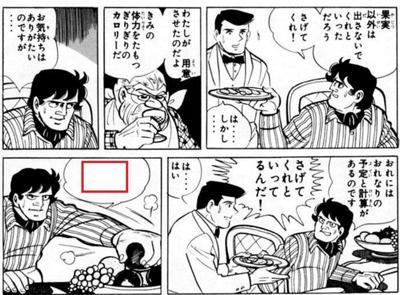 果実
以外は
出さないで
くれと
いった
だろう
さげて
くれ!
は…‥
しかし
わたしが 用意
させたのだよ
きみの
体力をたもつ
ぎりぎりの
カロリーだ
お気持ちは
ありがたい
のですが
…‥
おれには
おれなりの
予定と計算が
あるのです
さげて
くれと
いって
るんだ!
は…
はい